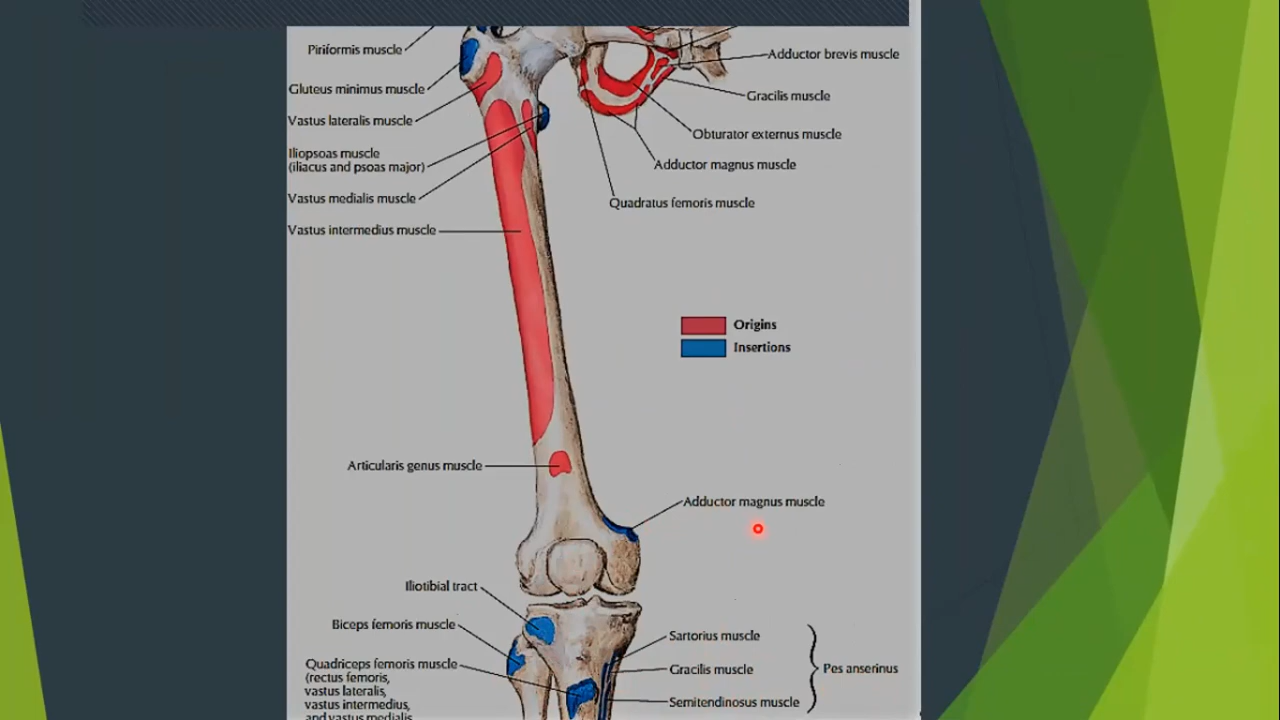 Piriformis muscle
Gluteus minimus muscle
Vastus lateralis muscle
Iliopsoas muscle
(iliacus and psoas major)
Vastus medialis muscle
Vastus intermedius muscle
Adductor brevis muscle
Gracilis muscle
Obturator externus muscle
Adductor magnus muscle
Quadratus femoris muscle
Origins
Insertions
Articularis genus muscle
Adductor magnus muscle
Iliotibial tract
Biceps femoris muscle
Quadriceps femoris muscle
(rectus femoris,
vastus lateralis,
vastus intermedius,
and vastus medialis
Sartorius muscle
Gracilis muscle
Semitendinosus muscle
Pes anserinus